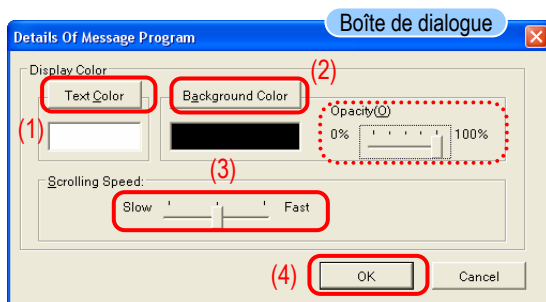 Boîte de dialogue
Details Of Message Program
Display Color
(2)
Text Color
Background Color
Opacity(O)
(1)
0% 100%
(3)
Scrolling Speed:
Slow Fast
(4)
OK
Cancel